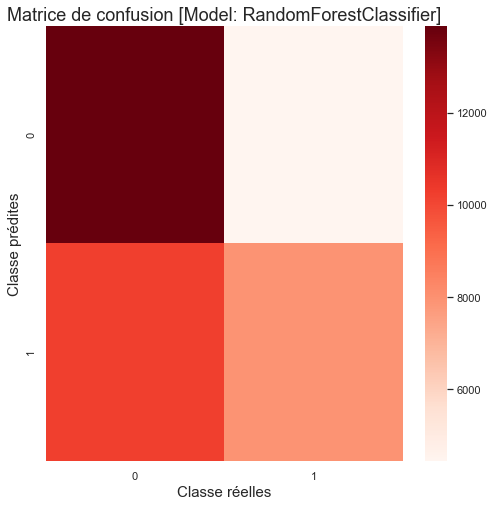 Matrice de confusion [Model: RandomForestClassifier]
Classe prédites
0
1
0
1
Classe réelles
12000
10000
8000
6000